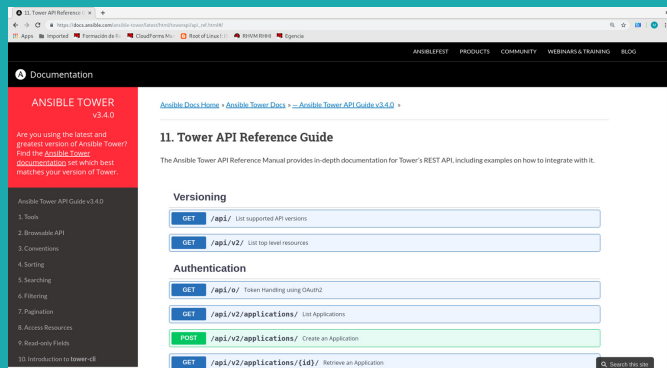 11. Tower API Reference G
https://docs.ansible.com/ansible-tower/latest/html/towerapi/api_ref.html#/
Apps
Imported
Formación de R
CloudForms Mo
Root of Linux
RHVM RHHI
Egencia
ANSIBLEFEST
PRODUCTS
COMMUNITY
WEBINARS & TRAINING
BLOG
A Documentation
ANSIBLE TOWER
v3.4.0
Are you using the latest and
greatest version of Ansible Tower?
Find the Ansible Tower
documentation set which best
matches your version of Tower.
Ansible Tower API Guide v3.4.0
1. Tools
2. Browsable API
3. Conventions
4. Sorting
5. Searching
6. Filtering
7. Pagination
8. Access Resources
9. Read-only Fields
10. Introduction to tower-cli
Ansible Docs Home » Ansible Tower Docs » — Ansible Tower API Guide v3.4.0 »
11. Tower API Reference Guide
The Ansible Tower API Reference Manual provides in-depth documentation for Tower's REST API, including examples on how to integrate with it.
Versioning
GET /api/ List supported API versions
GET /api/v2/ List top level resources
Authentication
GET /api/o/ Token Handling using OAuth2
GET /api/v2/applications/ List Applications
POST /api/v2/applications/ Create an Application
GET /api/v2/applications/{id}/ Retrieve an Application
Search this site